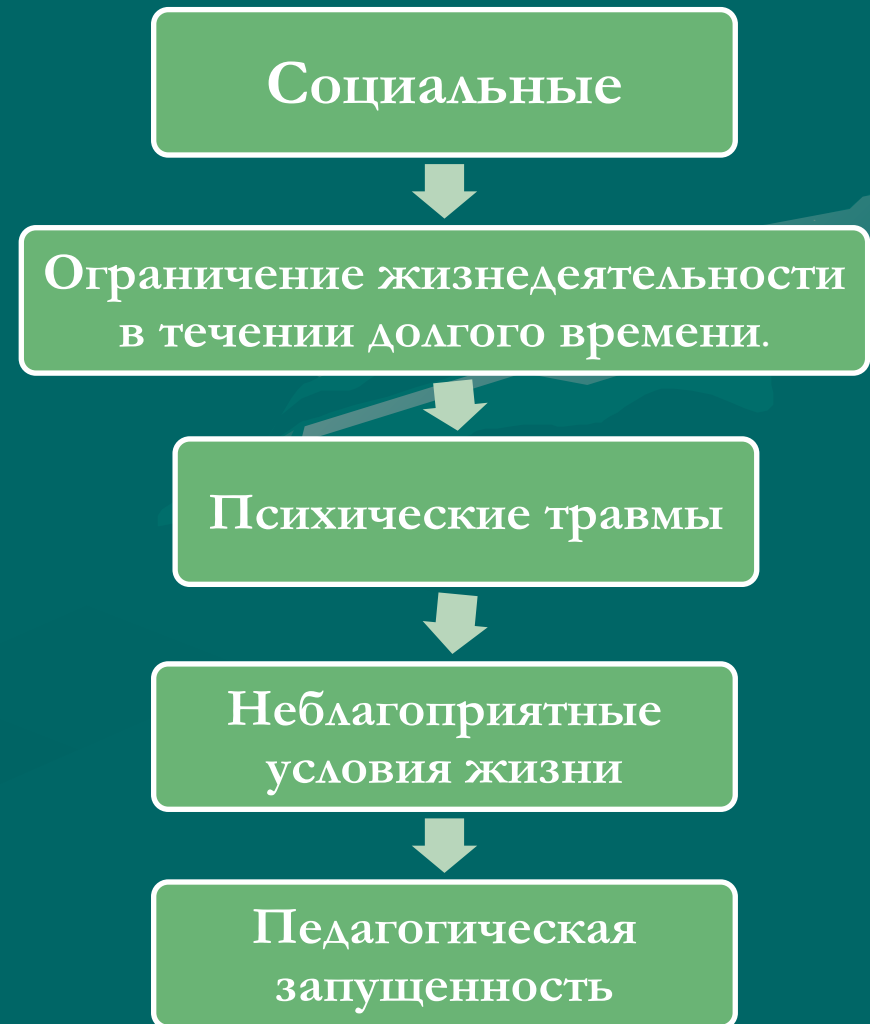 Социальные
Ограничение жизнедеятельности
в течении долгого времени.
Психические травмы
Неблагоприятные
условия жизни
Педагогическая
запущенность